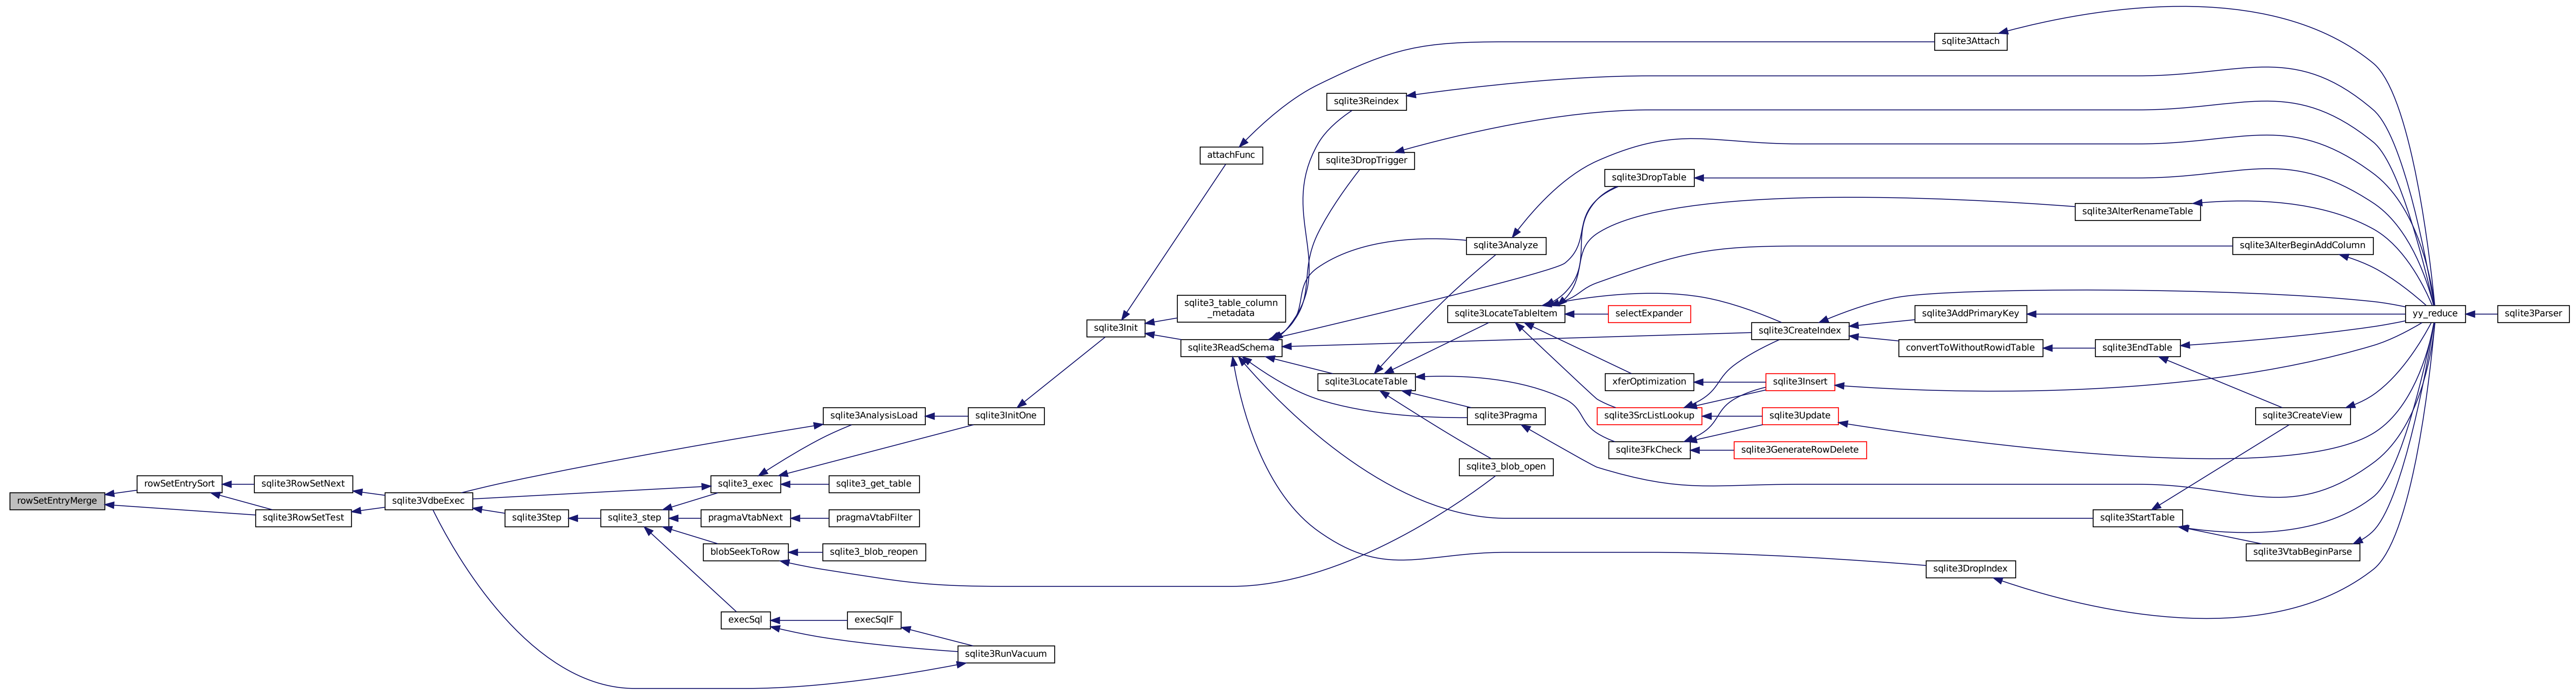 rowSetEntryMerge
rowSetEntrySort
sqlite3RowSetNext
sqlite3RowSetTest
sqlite3VdbeExec
sqlite3Step
sqlite3_step
sqlite3AnalysisLoad
sqlite3_exec
sqlite3_get_table
pragmaVtabNext
pragmaVtabFilter
blobSeekToRow
sqlite3_blob_reopen
execSql
execSqlF
sqlite3RunVacuum
sqlite3InitOne
sqlite3Init
attachFunc
sqlite3_table_column
_metadata
sqlite3ReadSchema
sqlite3Reindex
sqlite3DropTrigger
sqlite3LocateTable
sqlite3Analyze
sqlite3LocateTableItem
sqlite3Pragma
sqlite3_blob_open
sqlite3DropTable
selectExpander
xferOptimization
sqlite3SrcListLookup
sqlite3FkCheck
sqlite3CreateIndex
sqlite3Insert
sqlite3Update
sqlite3GenerateRowDelete
sqlite3Attach
sqlite3AddPrimaryKey
convertToWithoutRowidTable
sqlite3DropIndex
sqlite3AlterRenameTable
sqlite3EndTable
sqlite3StartTable
sqlite3AlterBeginAddColumn
sqlite3CreateView
sqlite3VtabBeginParse
yy_reduce
sqlite3Parser